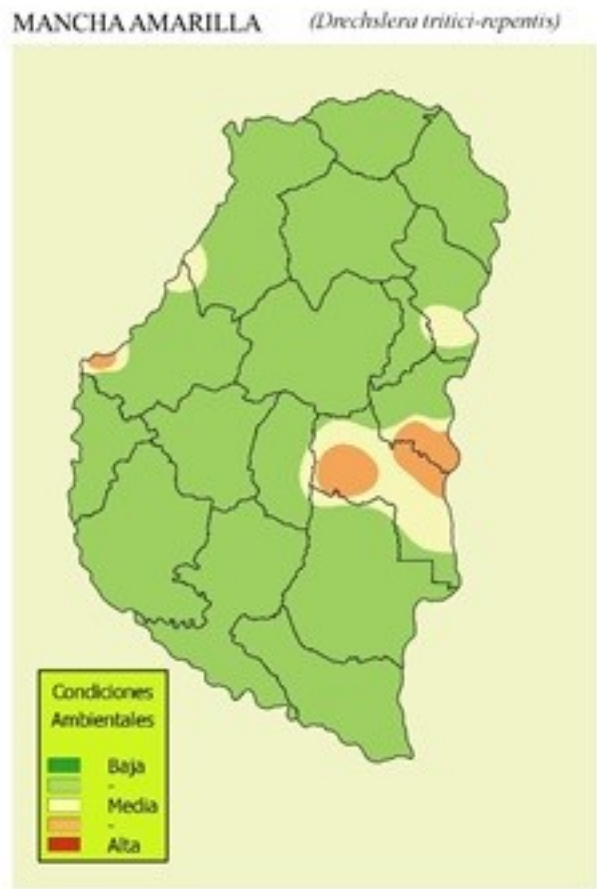 MANCHA AMARILLA (Drechslera tritici-repentis)
Condiciones
Ambientales
Baja
-
Media
-
Alta